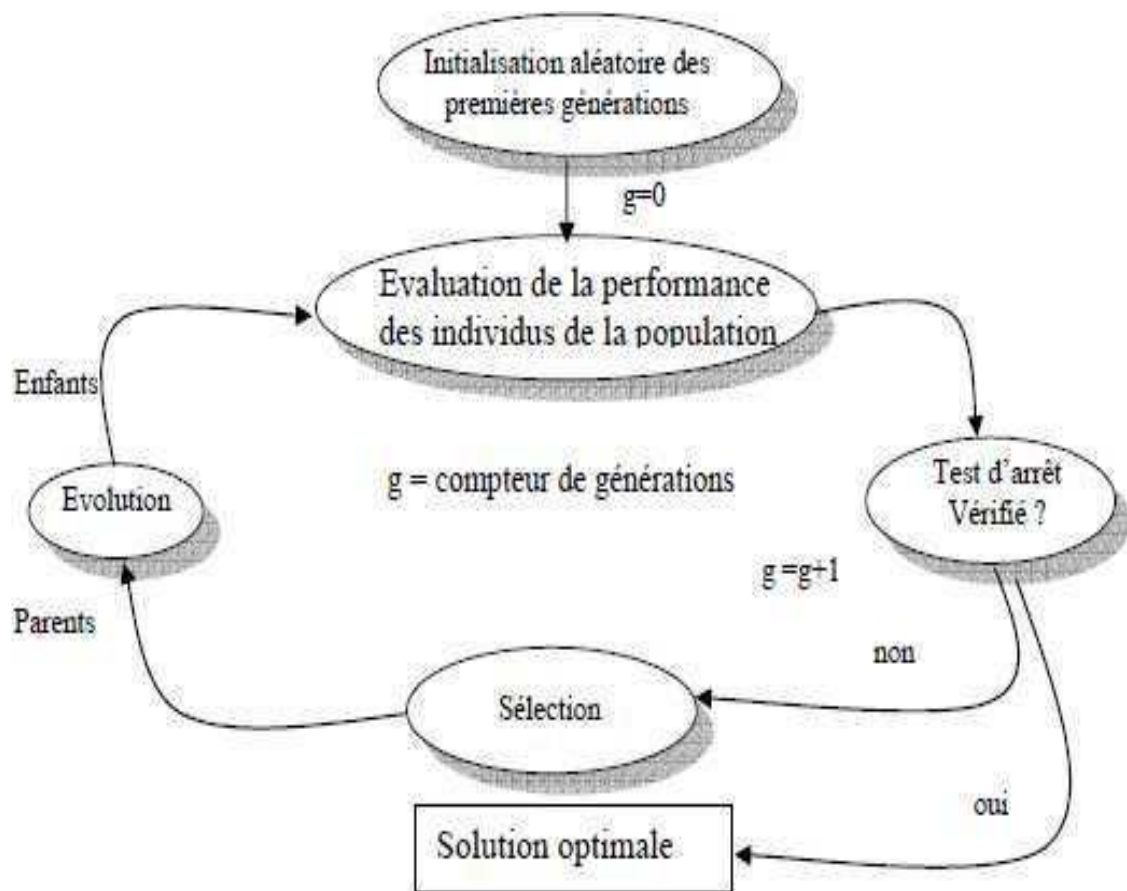 Initialisation aléatoire des
premières générations
g=0
Evaluation de la performance
des individus de la population
Enfants
Evolution
g = compteur de générations
Test d'arrêt
Vérifié ?
g =g+1
Parents
non
Sélection
oui
Solution optimale